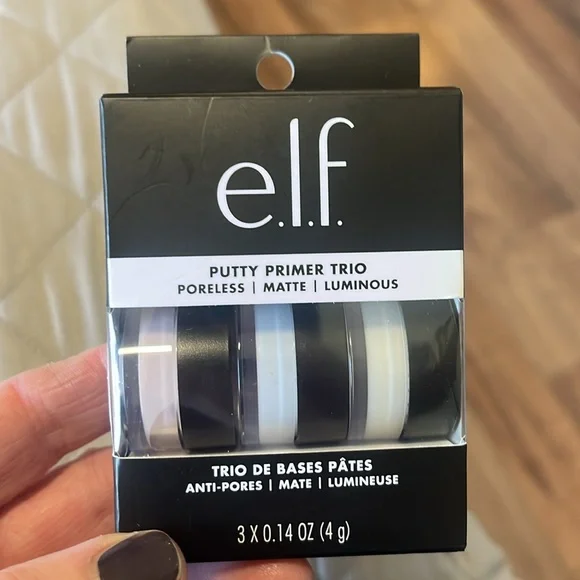 e.l.f.
PUTTY PRIMER TRIO
PORELESS | MATTE | LUMINOUS
TRIO DE BASES PÂTES
ANTI-PORES | MATE | LUMINEUSE
3 X 0.14 OZ (4 g)